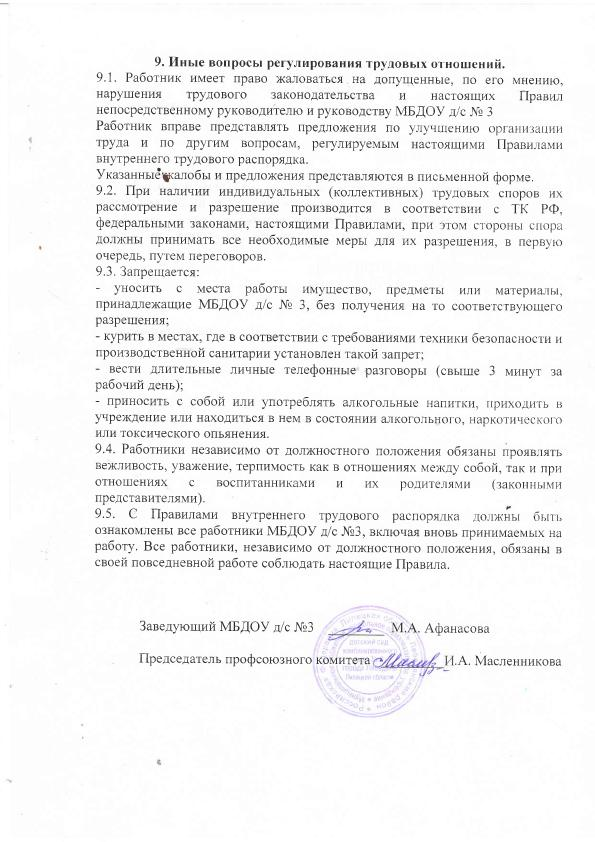 9. Иные вопросы регулирования трудовых отношений.
9.1. Работник имеет право жаловаться на допущенные, по его мнению,
нарушения трудового законодательства и настоящих Правил
непосредственному руководителю и руководству МБДОУ д/с № 3
Работник вправе представлять предложения по улучшению организации
труда и по другим вопросам, регулируемым настоящими Правилами
внутреннего трудового распорядка.
Указанные жалобы и предложения представляются в письменной форме.
9.2. При наличии индивидуальных (коллективных) трудовых споров их
рассмотрение и разрешение производится в соответствии с ТК РФ,
федеральными законами, настоящими Правилами, при этом стороны спора
должны принимать все необходимые меры для их разрешения, в первую
очередь, путем переговоров.
9.3. Запрещается:
- уносить с места работы имущество, предметы или материалы,
принадлежащие МБДОУ д/с № 3, без получения на то соответствующего
разрешения;
- курить в местах, где в соответствии с требованиями техники безопасности и
производственной санитарии установлен такой запрет;
- вести длительные личные телефонные разговоры (свыше 3 минут за
рабочий день);
- приносить с собой или употреблять алкогольные напитки, приходить в
учреждение или находиться в нем в состоянии алкогольного, наркотического
или токсического опьянения.
9.4. Работники независимо от должностного положения обязаны проявлять
вежливость, уважение, терпимость как в отношениях между собой, так и при
отношениях с воспитанниками и их родителями (законными
представителями).
9.5. С Правилами внутреннего трудового распорядка должны быть
ознакомлены все работники МБДОУ д/с №3, включая вновь принимаемых на
работу. Все работники, независимо от должностного положения, обязаны в
своей повседневной работе соблюдать настоящие Правила.
Заведующий МБДОУ д/с №3 М.А. Афанасова
Председатель профсоюзного комитета И.А. Масленникова
детский сад
Липецкой области